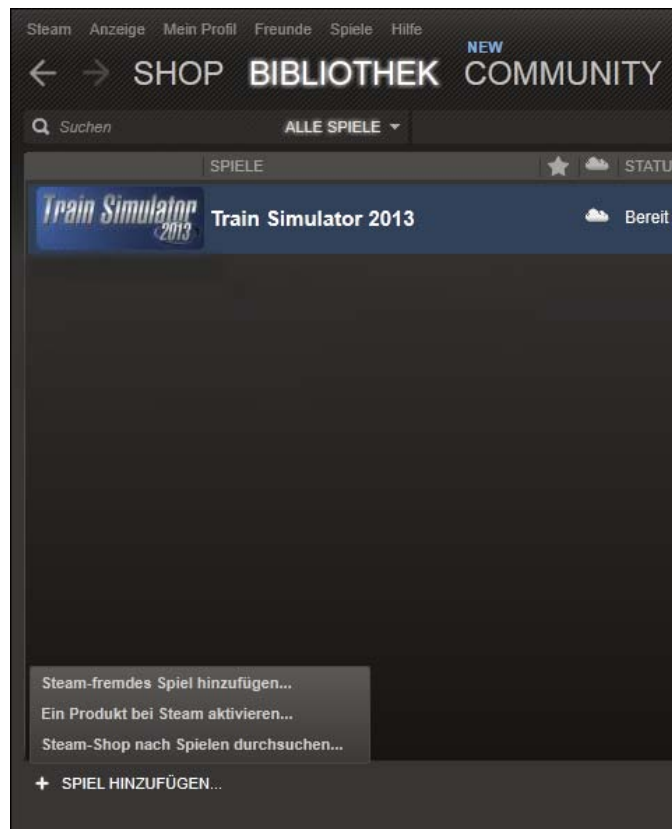 Steam Anzeige Mein Profil Freunde Spiele Hilfe
NEW
SHOP BIBLIOTHEK COMMUNITY
Suchen ALLE SPIELE
SPIELE STATU
Train Simulator 2013 Train Simulator 2013 Bereit
Steam-fremdes Spiel hinzufügen...
Ein Produkt bei Steam aktivieren...
Steam-Shop nach Spielen durchsuchen...
+ SPIEL HINZUFÜGEN...